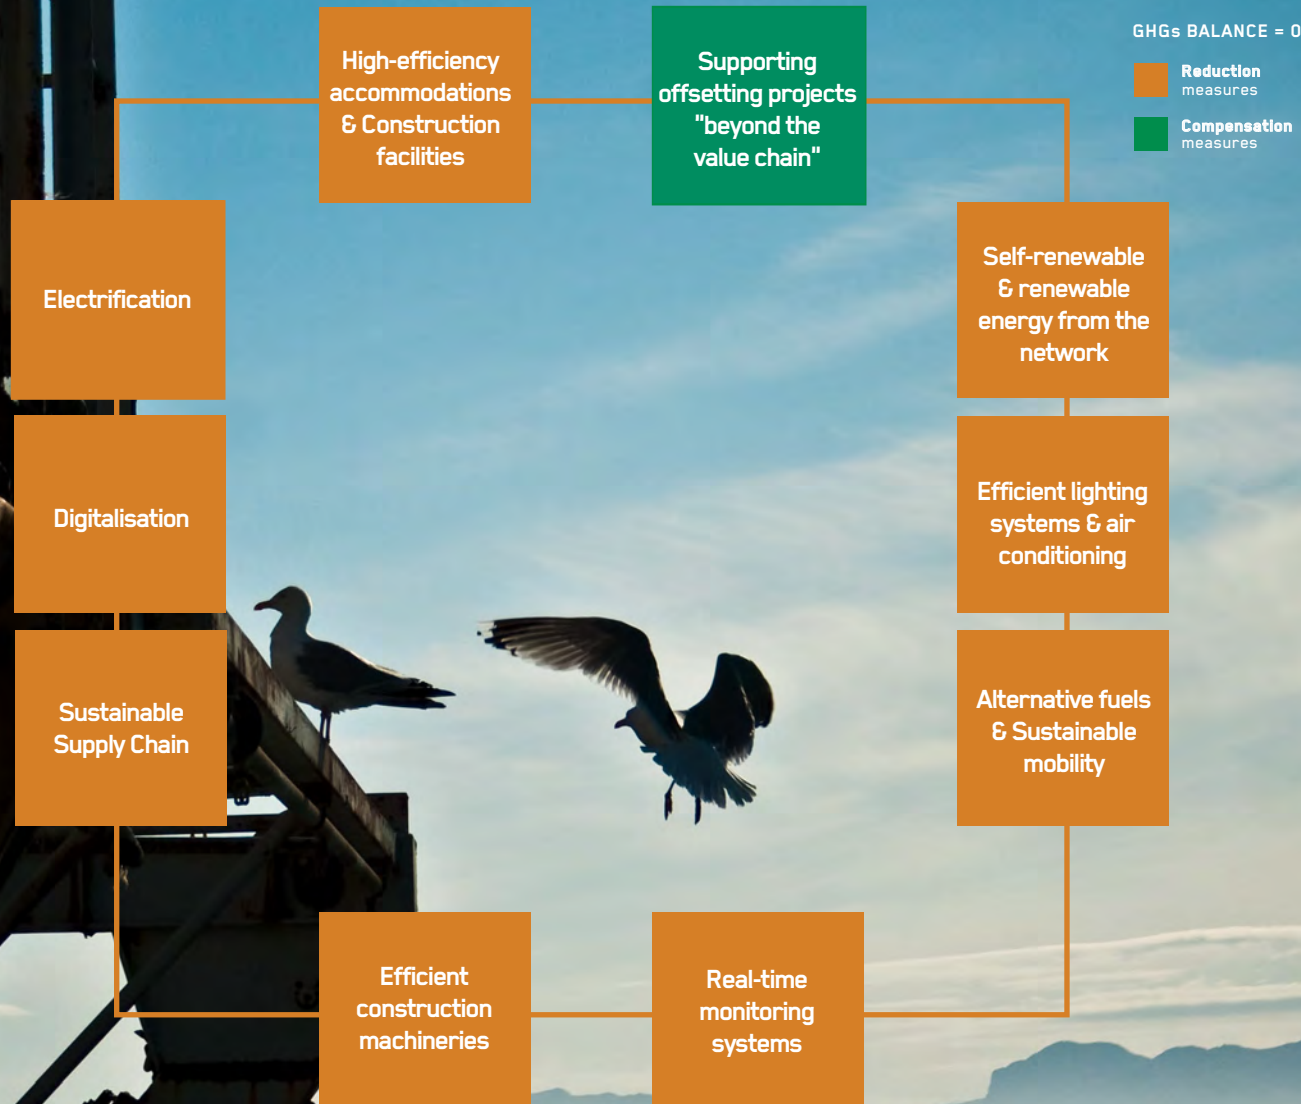 GHGs BALANCE = 0
Reduction
measures
Compensation
measures
High-efficiency
accommodations
& Construction
facilities
Supporting
offsetting projects
"beyond the
value chain"
Self-renewable
& renewable
energy from the
network
Efficient lighting
systems & air
conditioning
Alternative fuels
& Sustainable
mobility
Real-time
monitoring
systems
Efficient
construction
machineries
Sustainable
Supply Chain
Digitalisation
Electrification